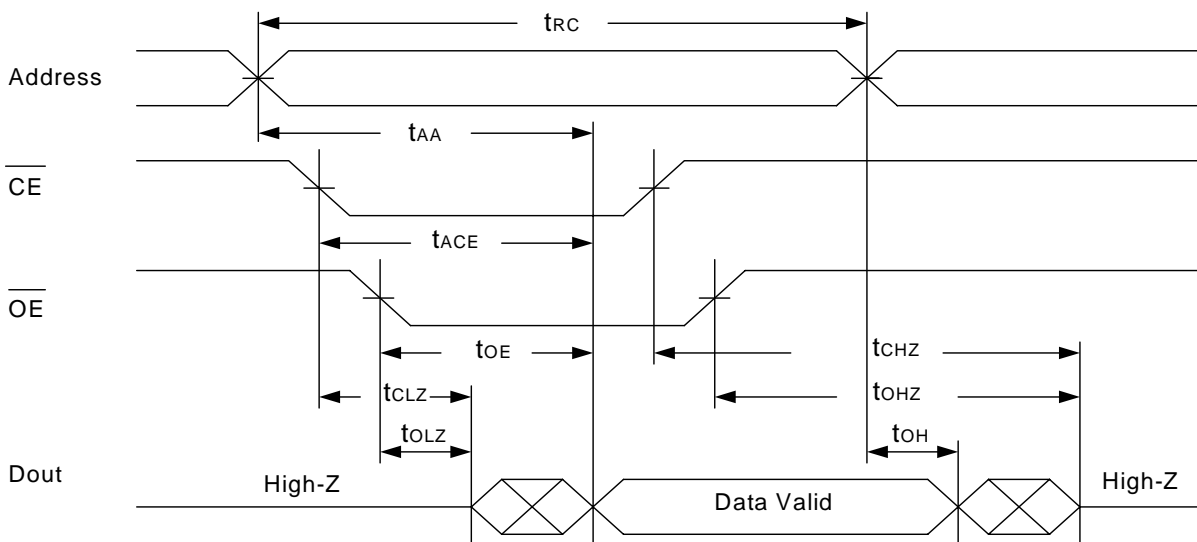 tRC
Address
tAA
CE
tACE
OE
tOE
tCHZ
tCLZ
tOHZ
tOLZ
tOH
Dout
High-Z
Data Valid
High-Z